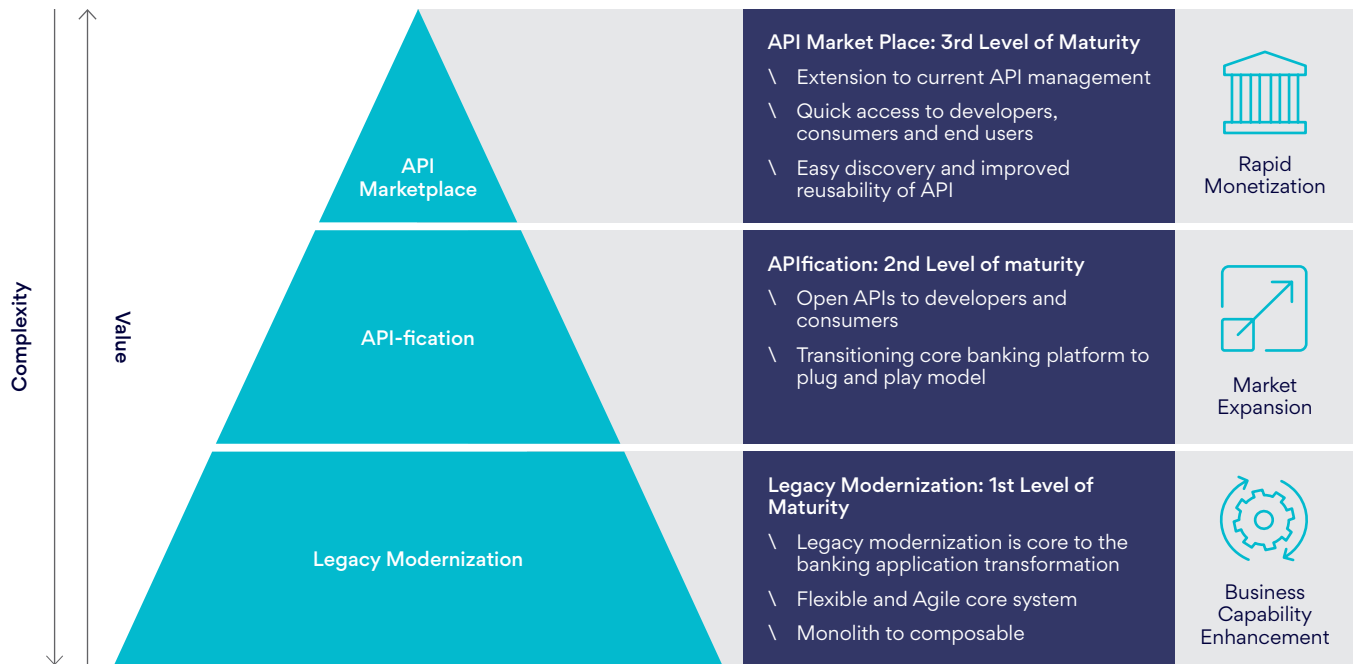 Complexity
Value
API
Marketplace
API-fication
Legacy Modernization
API Market Place: 3rd Level of Maturity
\ Extension to current API management
\ Quick access to developers,
consumers and end users
\ Easy discovery and improved
reusability of API
Rapid
Monetization
APIfication: 2nd Level of maturity
\ Open APIs to developers and
consumers
\ Transitioning core banking platform to
plug and play model
Market
Expansion
Legacy Modernization: 1st Level of
Maturity
\ Legacy modernization is core to the
banking application transformation
\ Flexible and Agile core system
\ Monolith to composable
Business
Capability
Enhancement